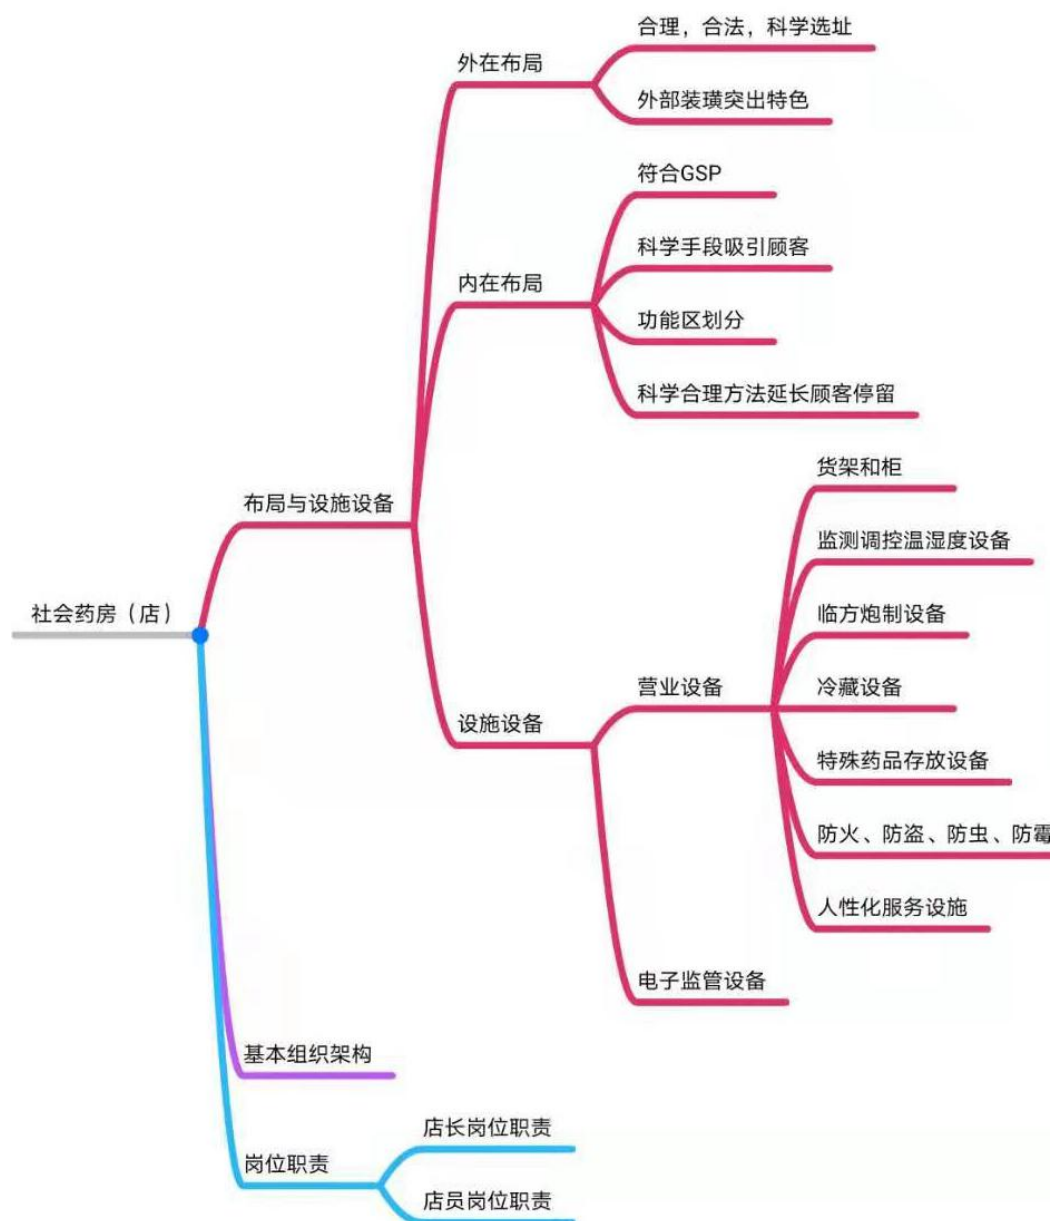 合理，合法，科学选址
外在布局
外部装璜突出特色
符合GSP
科学手段吸引顾客
内在布局
功能区划分
科学合理方法延长顾客停留
货架和柜
布局与设施设备
监测调控温湿度设备
社会药房（店）
临方炮制设备
营业设备
冷藏设备
设施设备
特殊药品存放设备
防火、防盗、防虫、防霉
人性化服务设施
电子监管设备
基本组织架构
店长岗位职责
岗位职责
店员岗位职责